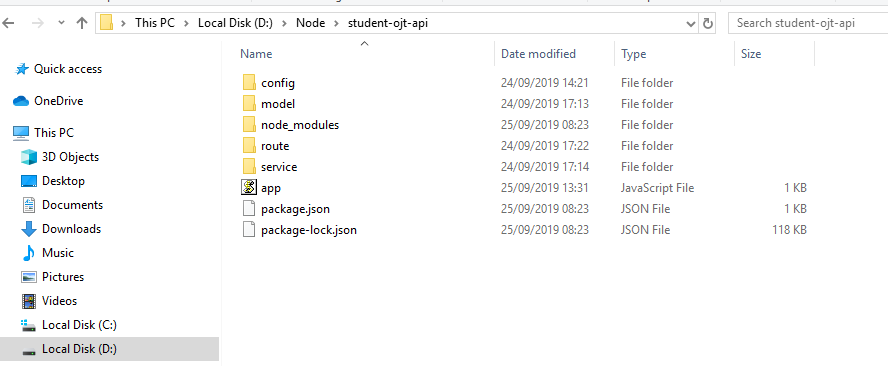 This PC > Local Disk (D:) > Node > student-ojt-api
Search student-ojt-api
Name Date modified Type Size
Quick access
OneDrive
This PC
3D Objects
Desktop
Documents
Downloads
Music
Pictures
Videos
Local Disk (C:)
Local Disk (D:)
config 24/09/2019 14:21 File folder
model 24/09/2019 17:13 File folder
node_modules 25/09/2019 08:23 File folder
route 24/09/2019 17:22 File folder
service 24/09/2019 17:14 File folder
app 25/09/2019 13:31 JavaScript File 1 KB
package.json 25/09/2019 08:23 JSON File 1 KB
package-lock.json 25/09/2019 08:23 JSON File 118 KB